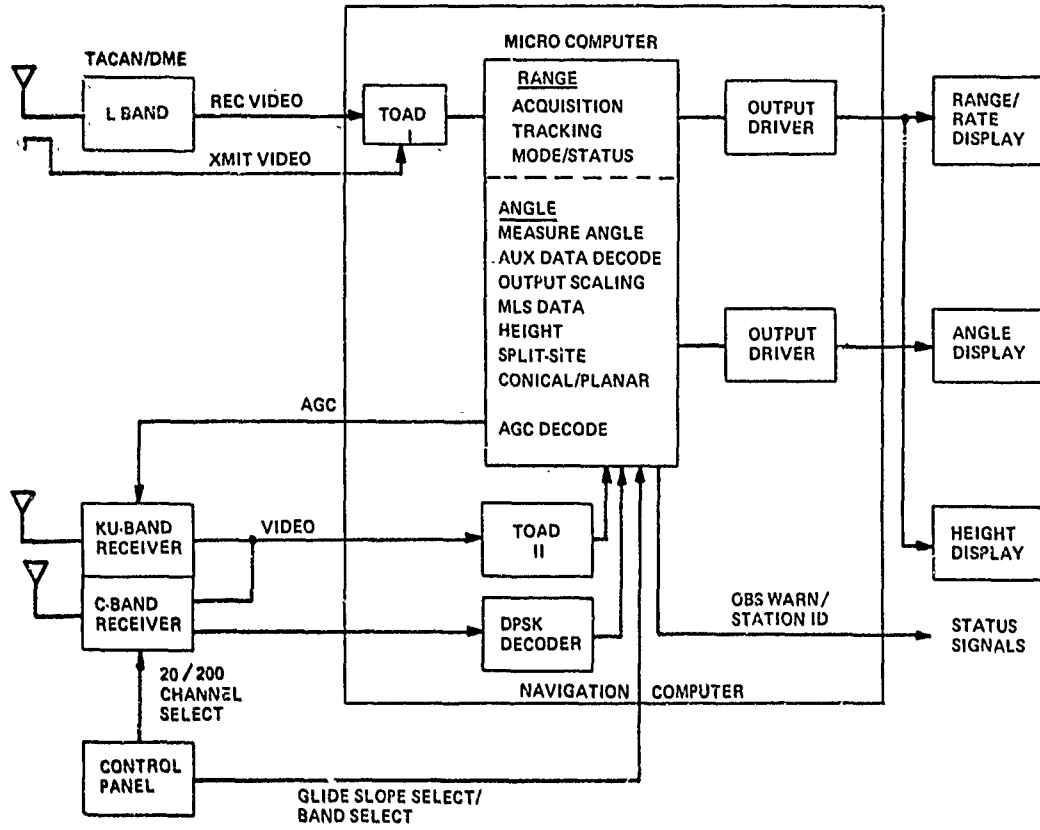 MICRO COMPUTER
TACAN/DME
L BAND
REC VIDEO
XMIT VIDEO
TOAD
I
RANGE
ACQUISITION
TRACKING
MODE/STATUS
OUTPUT
DRIVER
RANGE/
RATE
DISPLAY
ANGLE
MEASURE ANGLE
AUX DATA DECODE
OUTPUT SCALING
MLS DATA
HEIGHT
SPLIT-SITE
CONICAL/PLANAR
AGC DECODE
OUTPUT
DRIVER
ANGLE
DISPLAY
AGC
KU-BAND
RECEIVER
VIDEO
TOAD
II
HEIGHT
DISPLAY
C-BAND
RECEIVER
DPSK
DECODER
OBS WARN/
STATION ID
STATUS
SIGNALS
20/200
CHANNEL
SELECT
NAVIGATION COMPUTER
CONTROL
PANEL
GLIDE SLOPE SELECT/
BAND SELECT